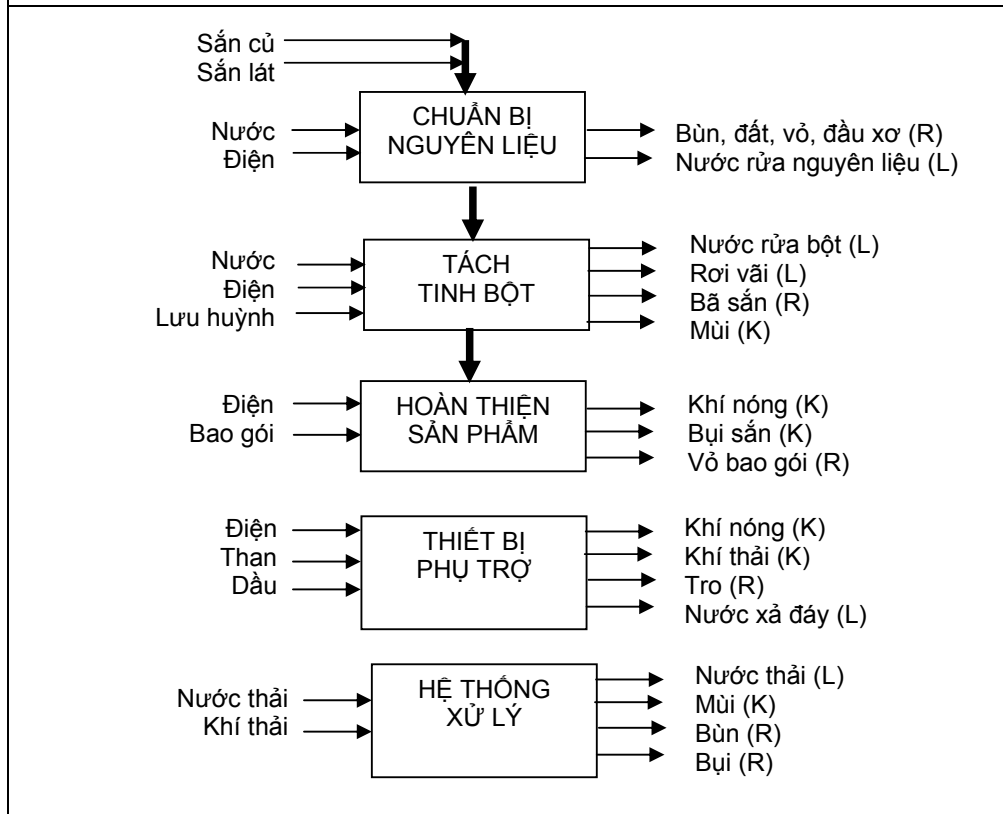 Sắn củ
Sắn lát
CHUẨN BỊ
NGUYÊN LIỆU
Nước
Điện
Bùn, đất, vỏ, đầu xơ (R)
Nước rửa nguyên liệu (L)
TÁCH
TINH BỘT
Nước
Điện
Lưu huỳnh
Nước rửa bột (L)
Rơi vãi (L)
Bã sắn (R)
Mùi (K)
HOÀN THIỆN
SẢN PHẨM
Điện
Bao gói
Khí nóng (K)
Bụi sắn (K)
Vỏ bao gói (R)
THIẾT BỊ
PHỤ TRỢ
Điện
Than
Dầu
Khí nóng (K)
Khí thải (K)
Tro (R)
Nước xả đáy (L)
HỆ THỐNG
XỬ LÝ
Nước thải
Khí thải
Nước thải (L)
Mùi (K)
Bùn (R)
Bụi (R)